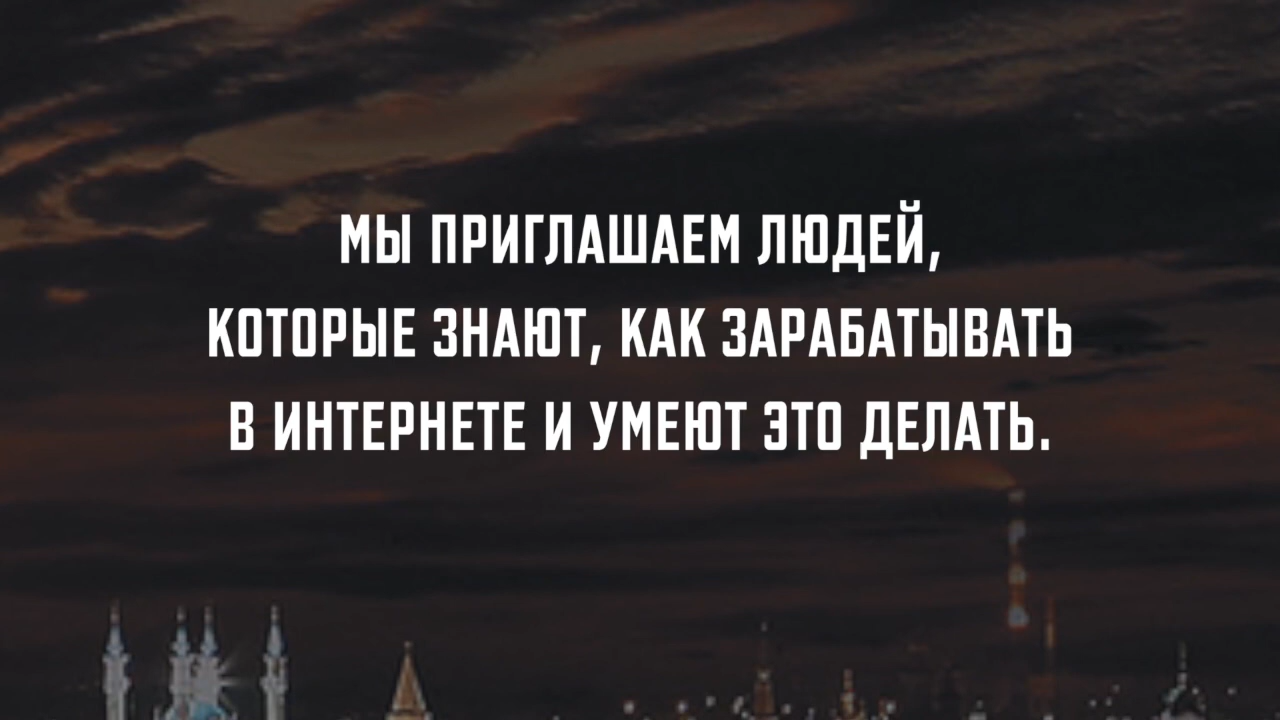 МЫ ПРИГЛАШАЕМ ЛЮДЕЙ,
КОТОРЫЕ ЗНАЮТ, КАК ЗАРАБАТЫВАТЬ
В ИНТЕРНЕТЕ И УМЕЮТ ЭТО ДЕЛАТЬ.